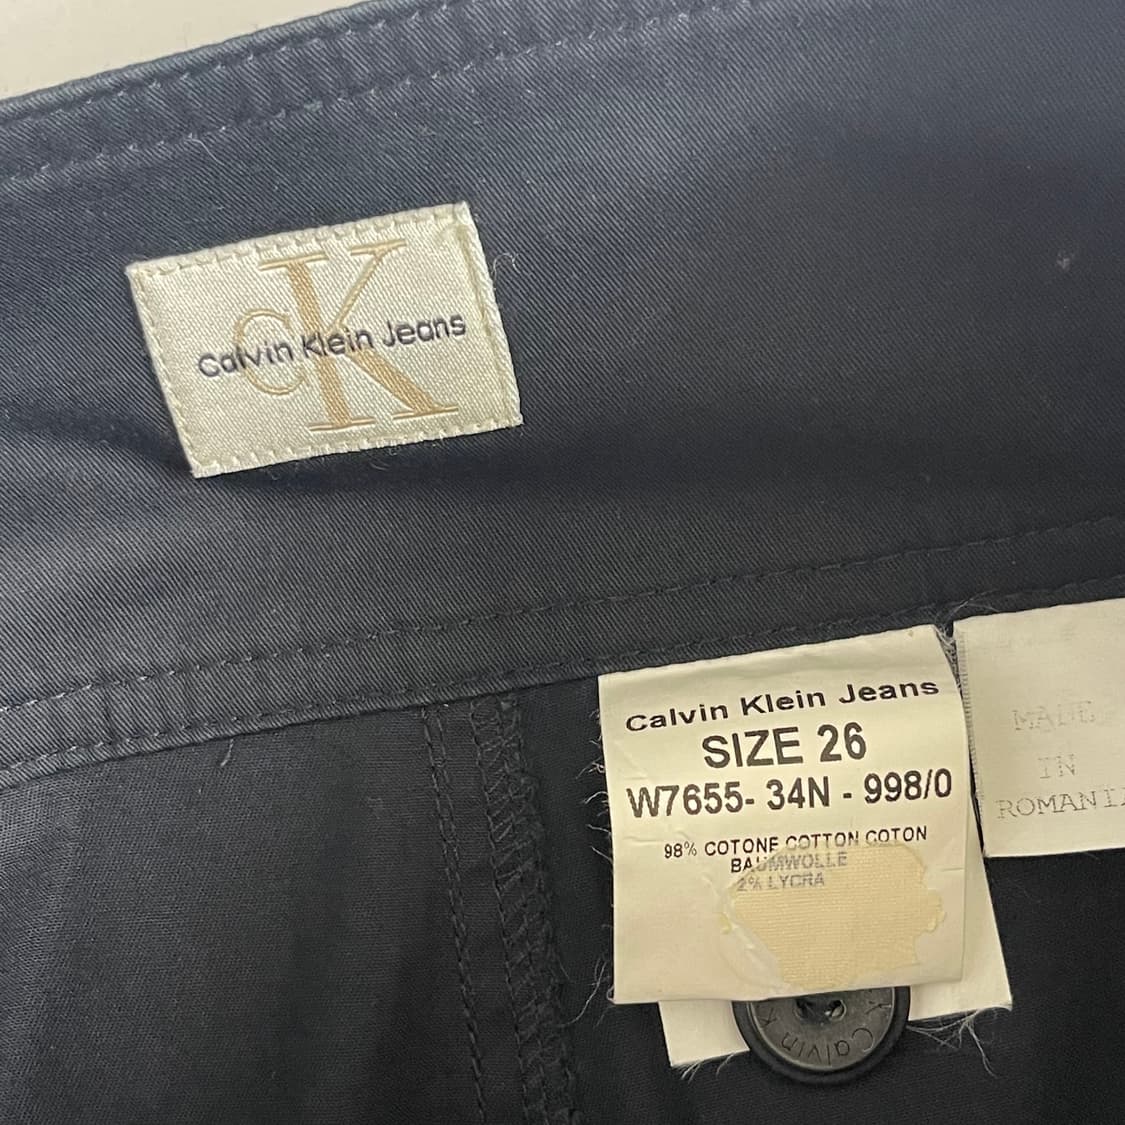 CK
Calvin Klein Jeans
Calvin Klein Jeans
SIZE 26
W7655- 34N - 998/0
98% COTONE COTTON COTON
BAUMWOLLE
2% LYCRA
MADE
IN
Calvin K